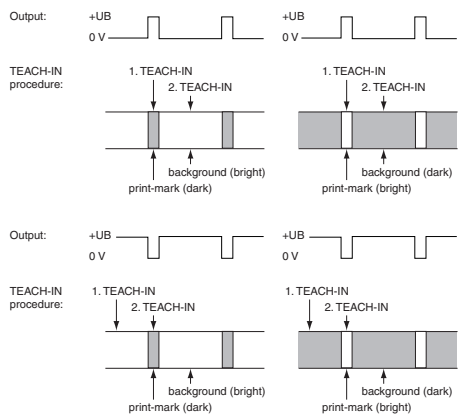 Output: +UB +UB
0 V 0 V
TEACH-IN 1. TEACH-IN 1. TEACH-IN
procedure: 2. TEACH-IN 2. TEACH-IN
background (bright) background (dark)
print-mark (dark) print-mark (bright)
Output: +UB +UB
0 V 0 V
TEACH-IN 1. TEACH-IN 1. TEACH-IN
procedure: 2. TEACH-IN 2. TEACH-IN
background (bright) background (dark)
print-mark (dark) print-mark (bright)